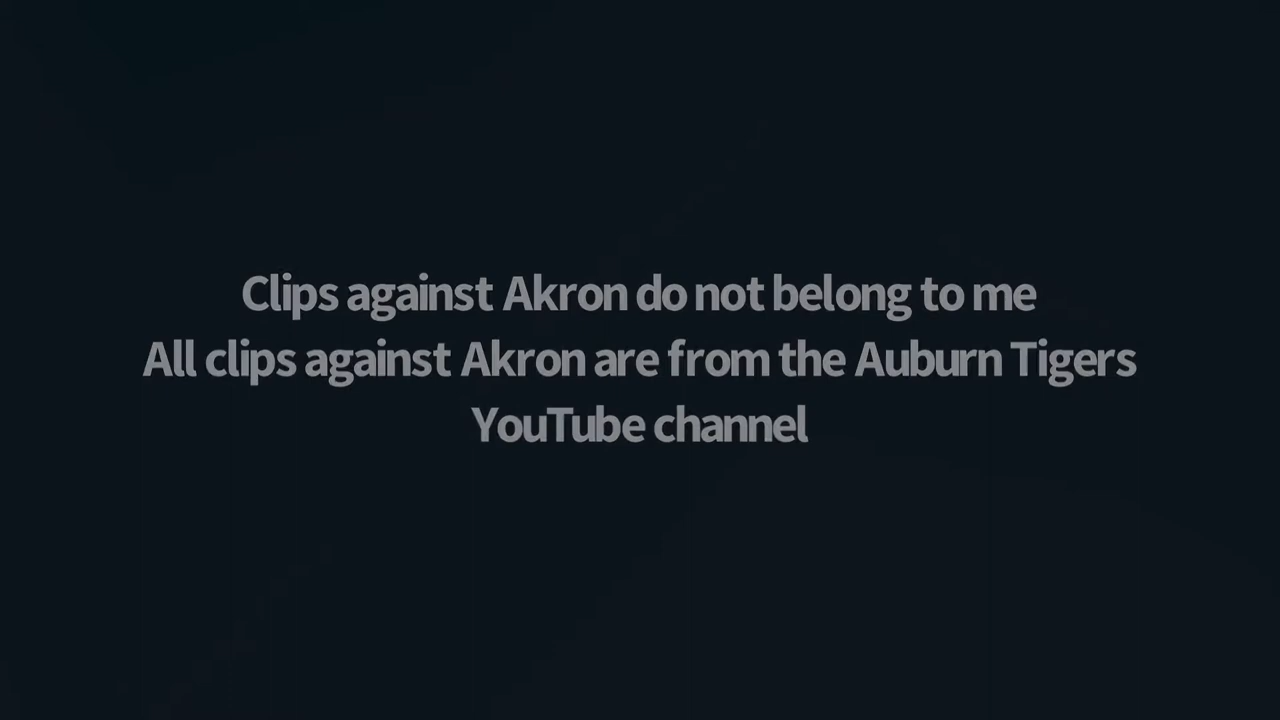 Clips against Akron do not belong to me
All clips against Akron are from the Auburn Tigers
YouTube channel